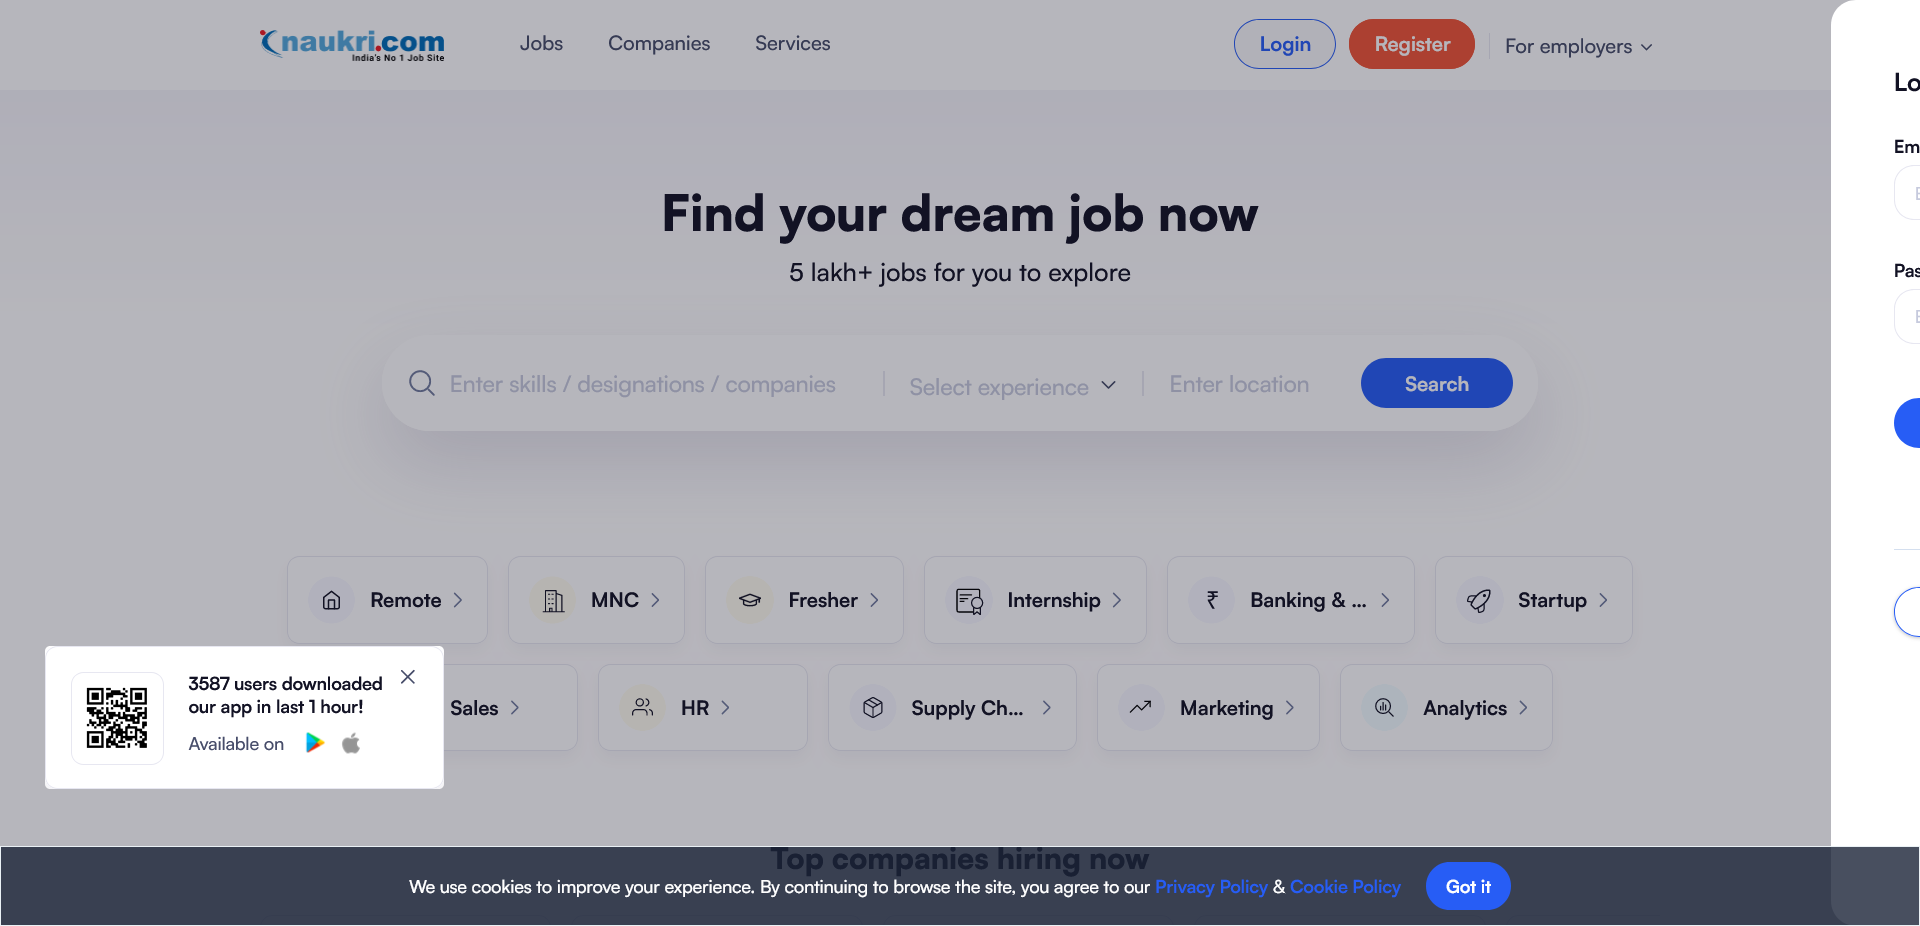 naukri.com
India's No 1 Job Site
Jobs
Companies
Services
Login
Register
For employers
Find your dream job now
5 lakh+ jobs for you to explore
Enter skills / designations / companies
Select experience
Enter location
Search
Remote
MNC
Fresher
Internship
Banking & ...
Startup
Sales
HR
Supply Ch...
Marketing
Analytics
3587 users downloaded
our app in last 1 hour!
Available on
Top companies hiring now
We use cookies to improve your experience. By continuing to browse the site, you agree to our Privacy Policy & Cookie Policy
Got it
Lo
Em
Pas